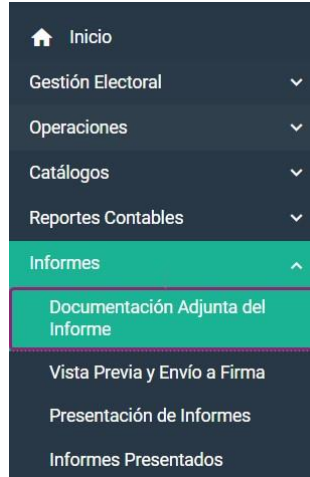 Inicio
Gestión Electoral
Operaciones
Catálogos
Reportes Contables
Informes
Documentación Adjunta del
Informe
Vista Previa y Envío a Firma
Presentación de Informes
Informes Presentados